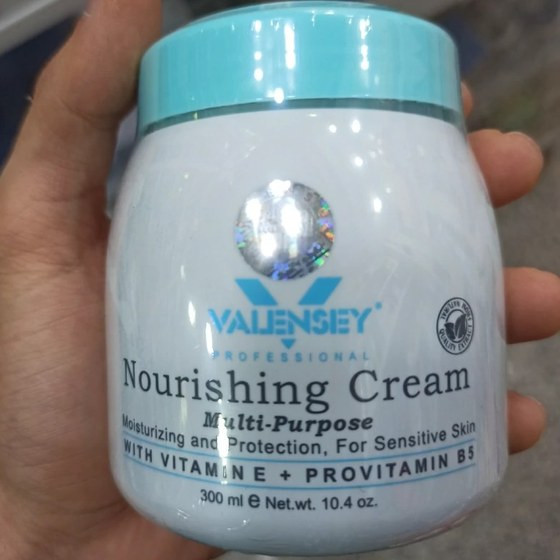 VALENSEY
PROFESSIONAL
Nourishing Cream
Multi-Purpose
Moisturizing and Protection, For Sensitive Skin
WITH VITAMIN E + PROVITAMIN B5
300 ml e Net.wt. 10.4 oz.